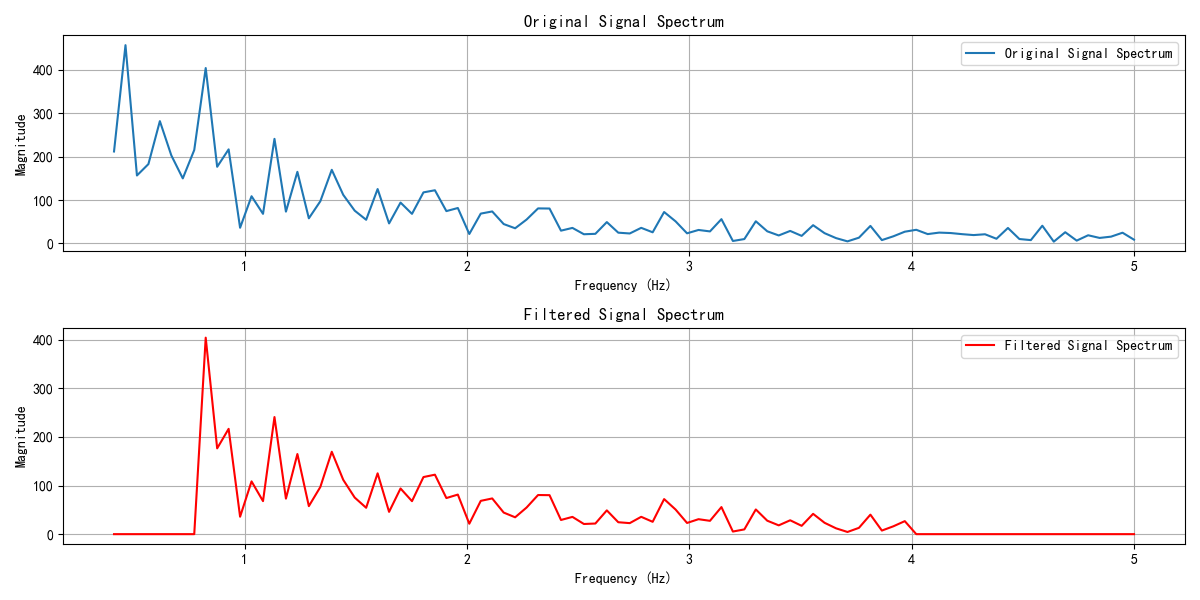 Original Signal Spectrum
Original Signal Spectrum
Magnitude
400
300
200
100
0
1
2
3
4
5
Frequency (Hz)
Filtered Signal Spectrum
Filtered Signal Spectrum
Magnitude
400
300
200
100
0
1
2
3
4
5
Frequency (Hz)